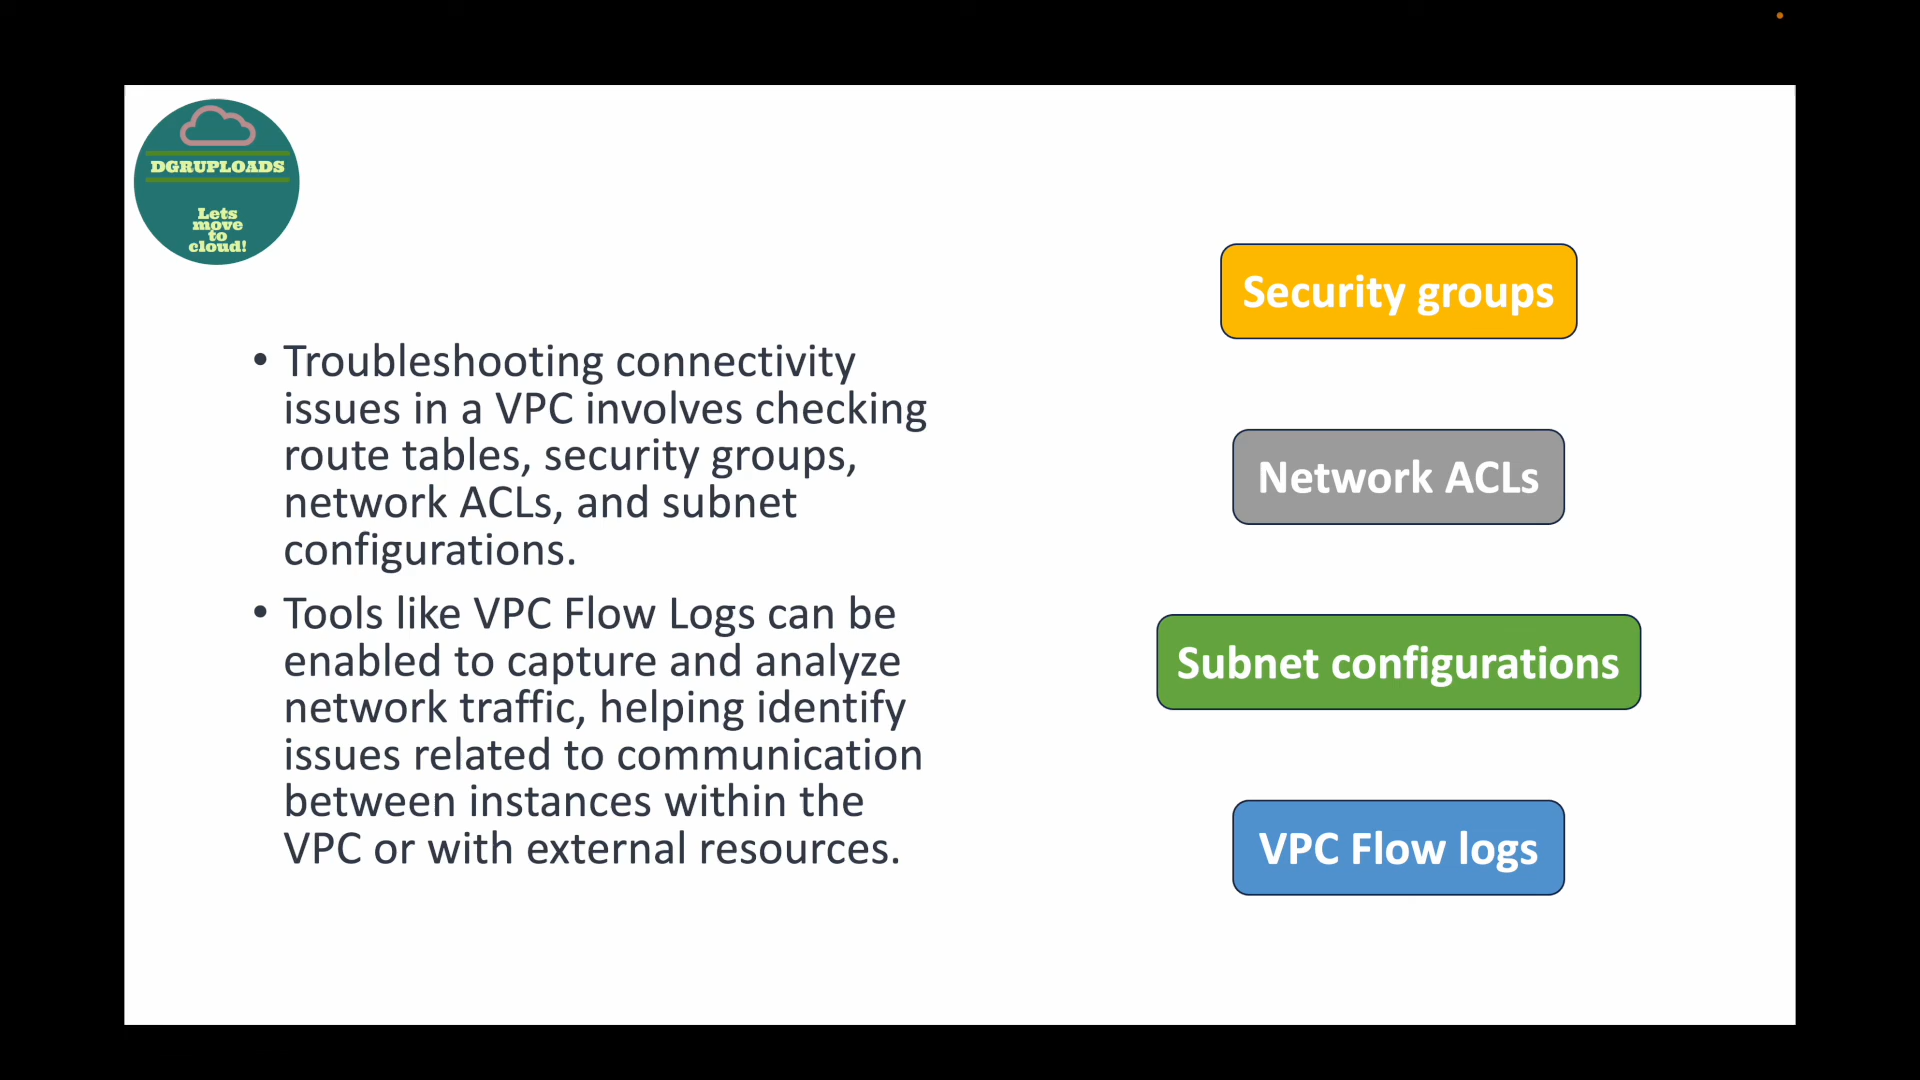 DGRUPLOADS
Lets
move
to
cloud!
• Troubleshooting connectivity
issues in a VPC involves checking
route tables, security groups,
network ACLs, and subnet
configurations.
• Tools like VPC Flow Logs can be
enabled to capture and analyze
network traffic, helping identify
issues related to communication
between instances within the
VPC or with external resources.
Security groups
Network ACLs
Subnet configurations
VPC Flow logs